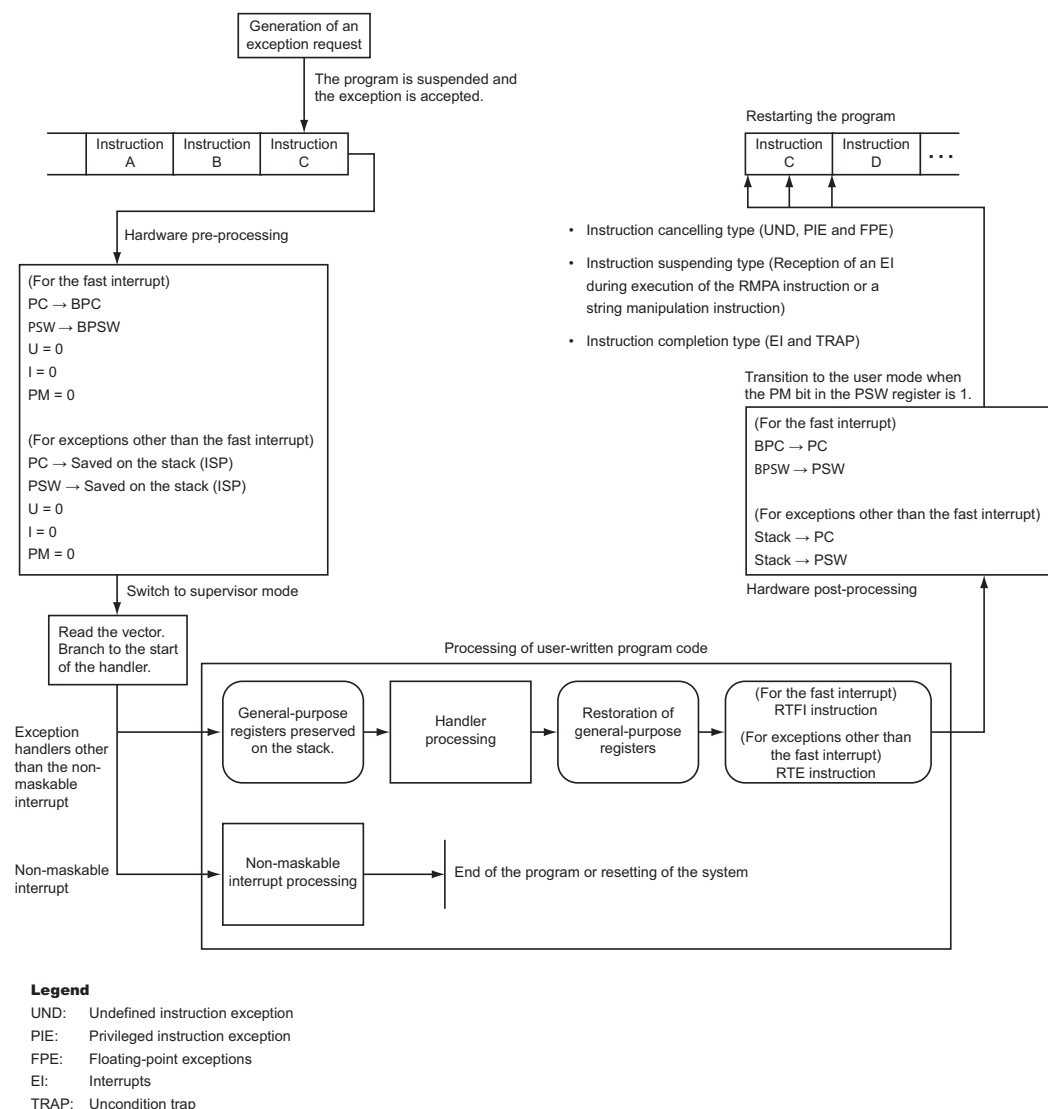 Generation of an
exception request
The program is suspended and
the exception is accepted.
Instruction
A
Instruction
B
Instruction
C
Restarting the program
Instruction
C
Instruction
D
...
Hardware pre-processing
(For the fast interrupt)
PC → BPC
PSW → BPSW
U = 0
I = 0
PM = 0
(For exceptions other than the fast interrupt)
PC → Saved on the stack (ISP)
PSW → Saved on the stack (ISP)
U = 0
I = 0
PM = 0
• Instruction cancelling type (UND, PIE and FPE)
• Instruction suspending type (Reception of an EI
during execution of the RMPA instruction or a
string manipulation instruction)
• Instruction completion type (EI and TRAP)
Transition to the user mode when
the PM bit in the PSW register is 1.
(For the fast interrupt)
BPC → PC
BPSW → PSW
(For exceptions other than the fast interrupt)
Stack → PC
Stack → PSW
Hardware post-processing
Switch to supervisor mode
Read the vector.
Branch to the start
of the handler.
Processing of user-written program code
Exception
handlers other
than the non-
maskable
interrupt
General-purpose
registers preserved
on the stack.
Handler
processing
Restoration of
general-purpose
registers
(For the fast interrupt)
RTFI instruction
(For exceptions other than
the fast interrupt)
RTE instruction
Non-maskable
interrupt
Non-maskable
interrupt processing
End of the program or resetting of the system
Legend
UND: Undefined instruction exception
PIE: Privileged instruction exception
FPE: Floating-point exceptions
EI: Interrupts
TRAP: Uncondition trap